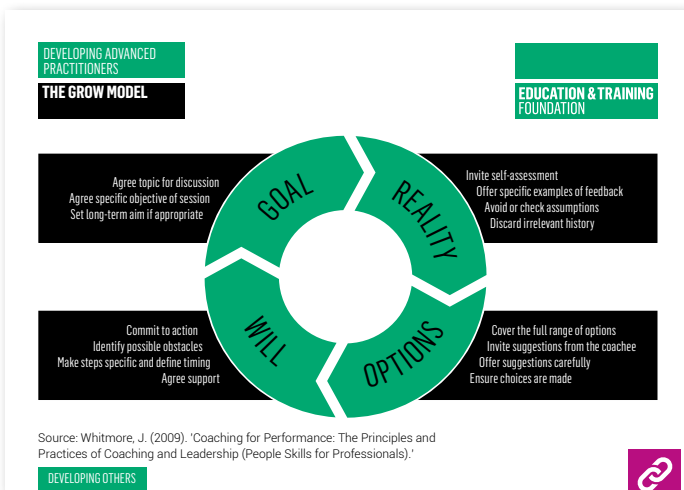 DEVELOPING ADVANCED
PRACTITIONERS
THE GROW MODEL
EDUCATION & TRAINING
FOUNDATION
GOAL
Agree topic for discussion
Agree specific objective of session
Set long-term aim if appropriate
REALITY
Invite self-assessment
Offer specific examples of feedback
Avoid or check assumptions
Discard irrelevant history
WILL
Commit to action
Identify possible obstacles
Make steps specific and define timing
Agree support
OPTIONS
Cover the full range of options
Invite suggestions from the coachee
Offer suggestions carefully
Ensure choices are made
Source: Whitmore, J. (2009). 'Coaching for Performance: The Principles and
Practices of Coaching and Leadership (People Skills for Professionals).'
DEVELOPING OTHERS